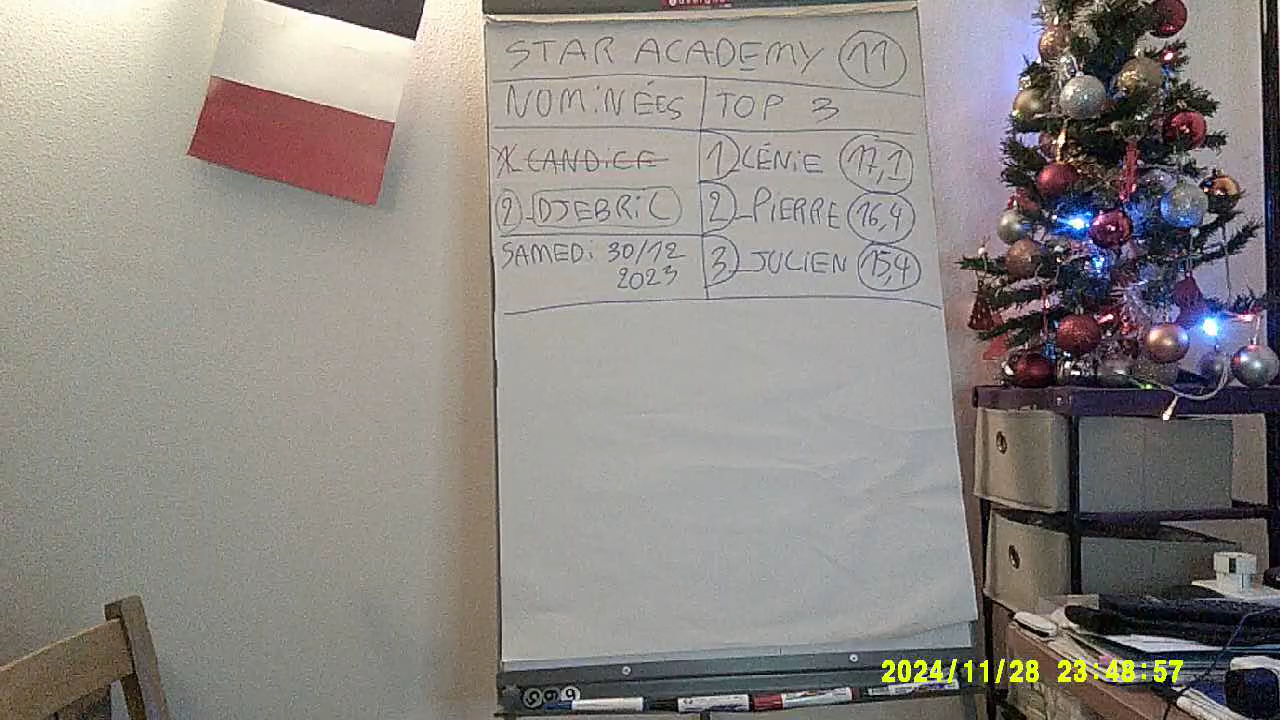 STAR ACADEMY 11
NOMiNÉES TOP 3
CANDiCE 1 LÉNiE 17,1
2-DJEBRiL 2-PiERRE 16,4
SAMEDi 30/12 3-JULIEN 15,4
2023
2024/11/28 23:48:57